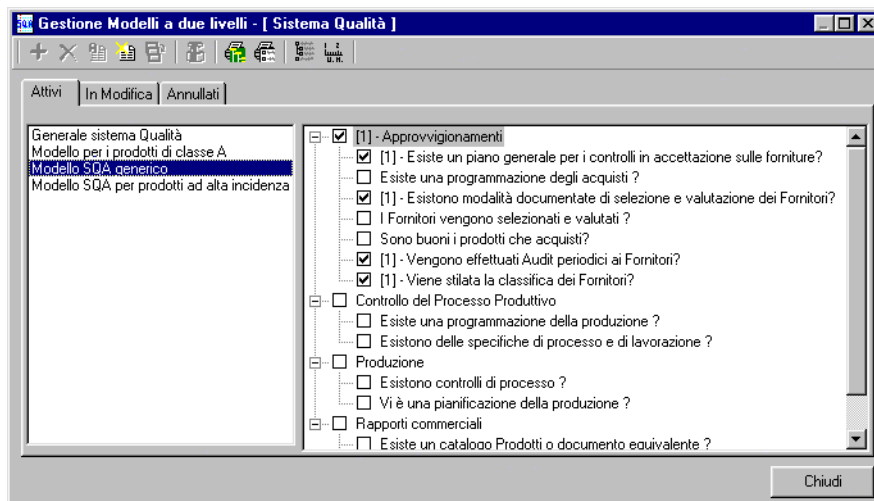 Gestione Modelli a due livelli - [ Sistema Qualità ]
Attivi
In Modifica
Annullati
Generale sistema Qualità
Modello per i prodotti di classe A
Modello SQA generico
Modello SQA per prodotti ad alta incidenza
[1] - Approvvigionamenti
[1] - Esiste un piano generale per i controlli in accettazione sulle forniture?
Esiste una programmazione degli acquisti ?
[1] - Esistono modalità documentate di selezione e valutazione dei Fornitori?
I Fornitori vengono selezionati e valutati ?
Sono buoni i prodotti che acquisti?
[1] - Vengono effettuati Audit periodici ai Fornitori?
[1] - Viene stilata la classifica dei Fornitori?
Controllo del Processo Produttivo
Esiste una programmazione della produzione ?
Esistono delle specifiche di processo e di lavorazione ?
Produzione
Esistono controlli di processo ?
Vi è una pianificazione della produzione ?
Rapporti commerciali
Esiste un catalogo Prodotti o documento equivalente ?
Chiudi